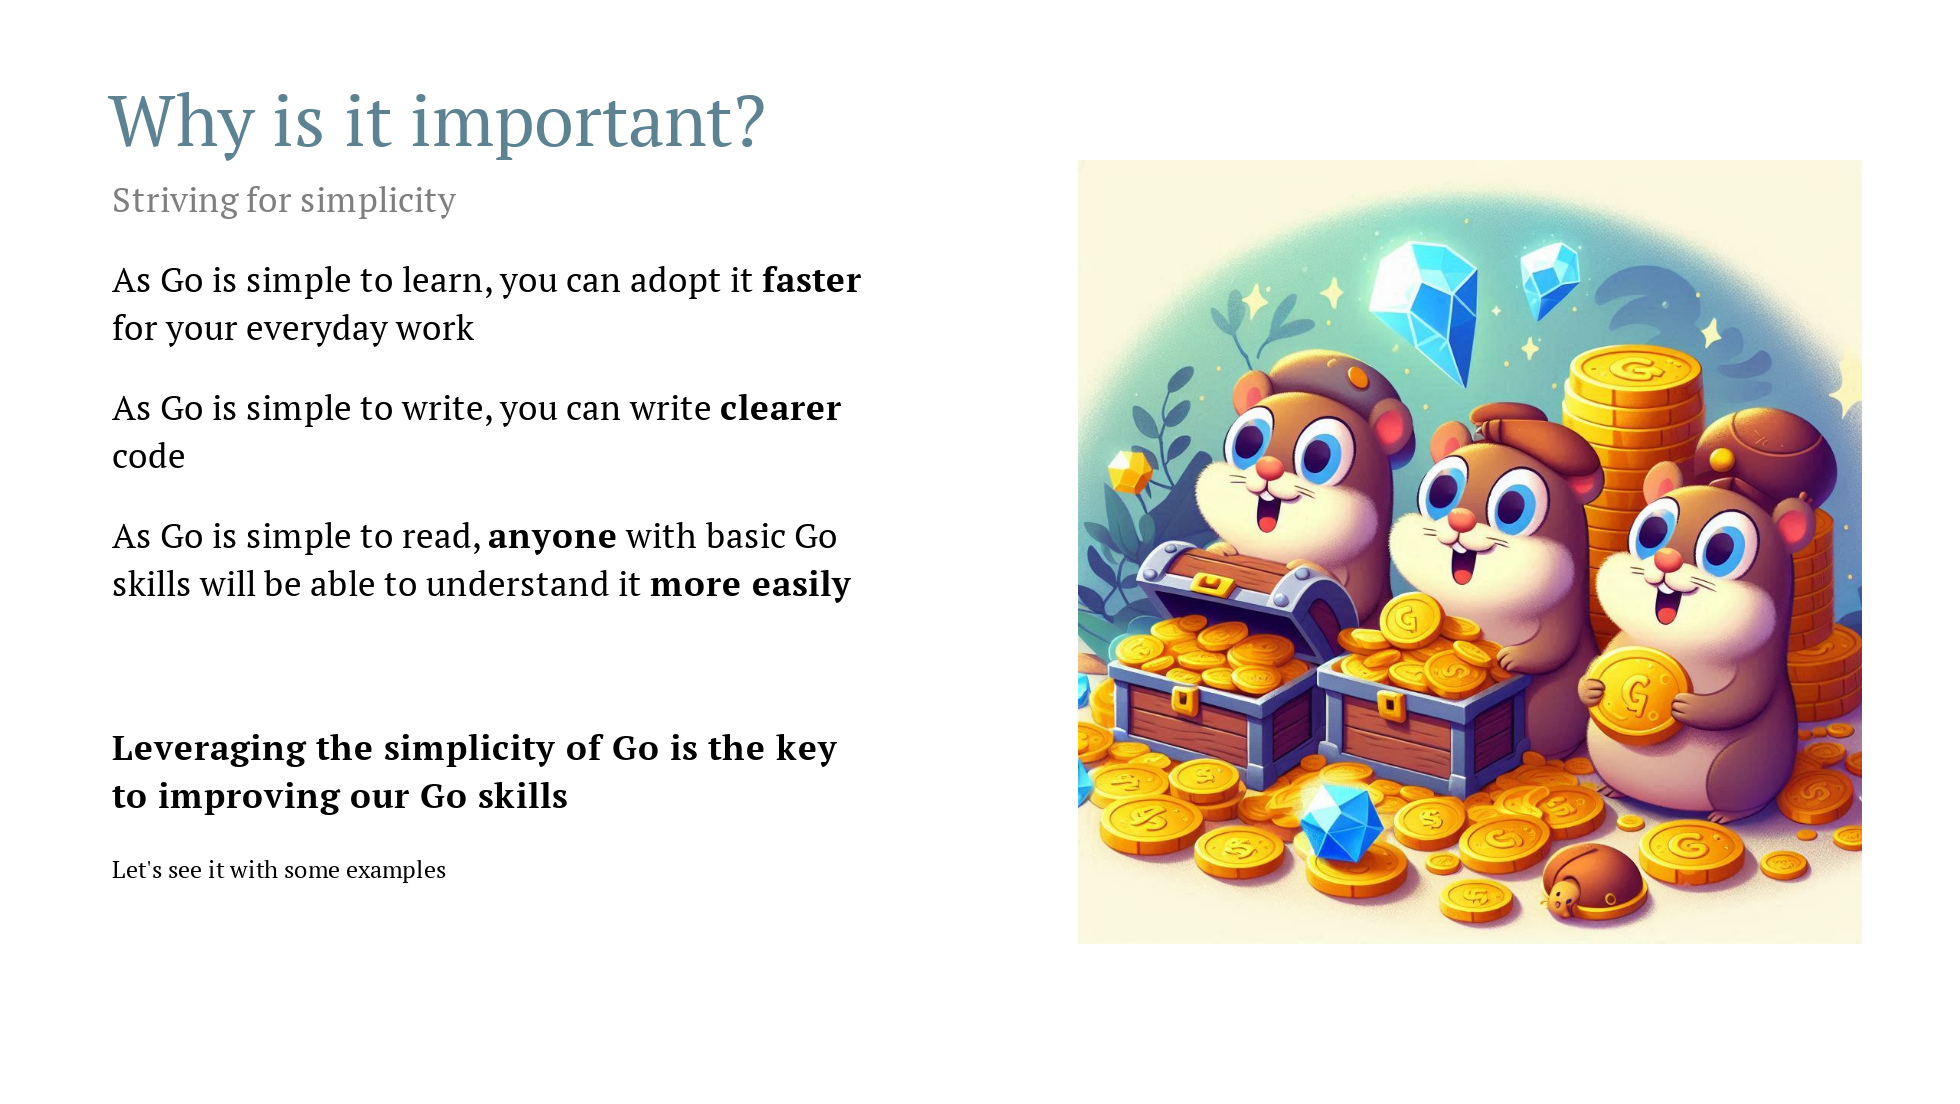 Why is it important?
Striving for simplicity
As Go is simple to learn, you can adopt it faster
for your everyday work
As Go is simple to write, you can write clearer
code
As Go is simple to read, anyone with basic Go
skills will be able to understand it more easily
Leveraging the simplicity of Go is the key
to improving our Go skills
Let's see it with some examples
G
G
G
G